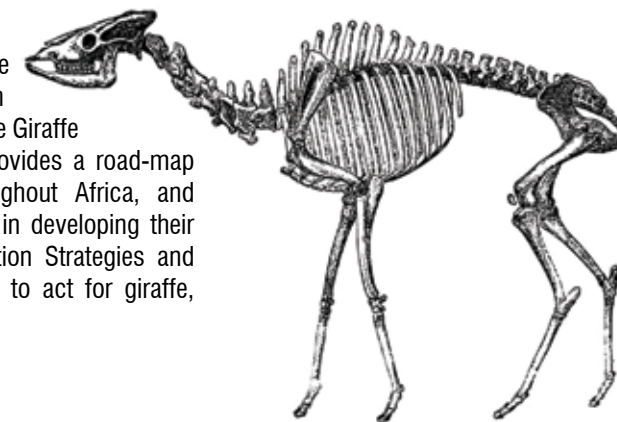 e
n
e Giraffe
ovides a road-map
ghout Africa, and
in developing their
tion Strategies and
to act for giraffe,